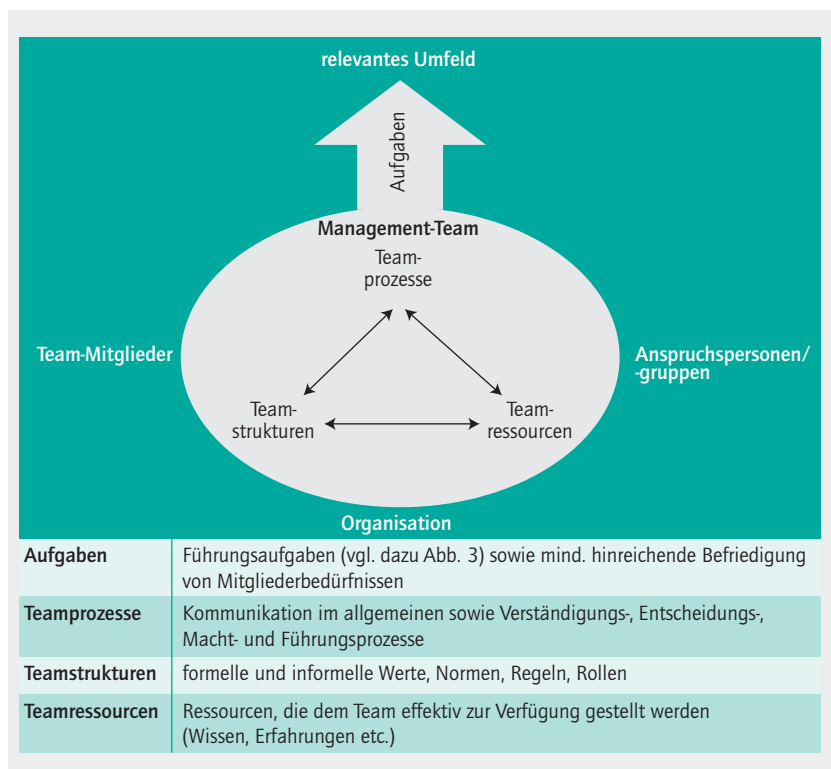 relevantes Umfeld
Aufgaben
Management-Team
Team-
prozesse
Team-Mitglieder
Anspruchspersonen/
-gruppen
Team-
strukturen
Team-
ressourcen
Organisation
Aufgaben
Führungsaufgaben (vgl. dazu Abb. 3) sowie mind. hinreichende Befriedigung
von Mitgliederbedürfnissen
Teamprozesse
Kommunikation im allgemeinen sowie Verständigungs-, Entscheidungs-,
Macht- und Führungsprozesse
Teamstrukturen
formelle und informelle Werte, Normen, Regeln, Rollen
Teamressourcen
Ressourcen, die dem Team effektiv zur Verfügung gestellt werden
(Wissen, Erfahrungen etc.)